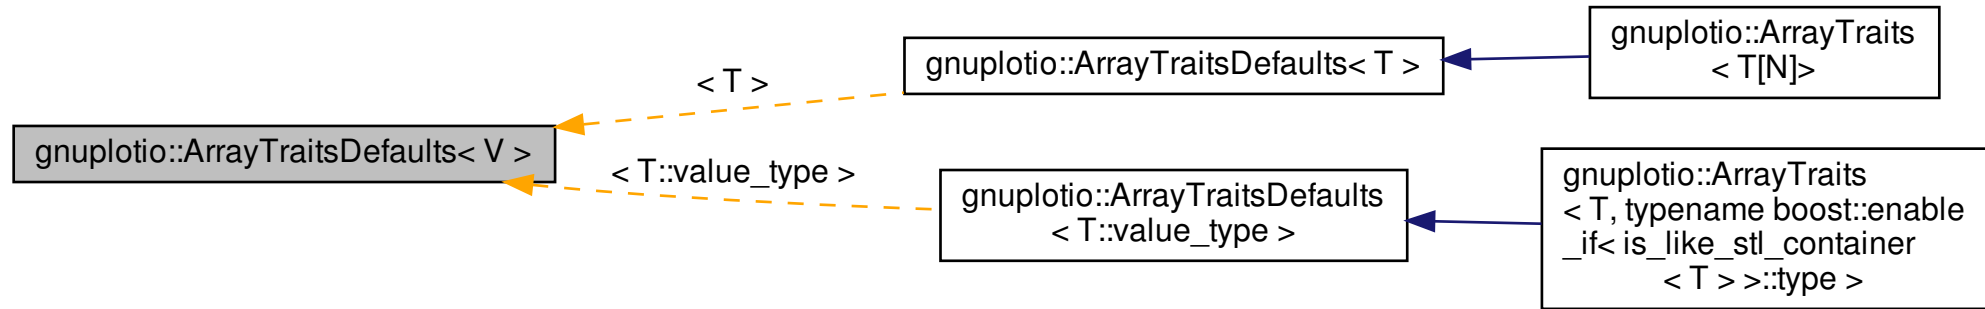 gnuplotio::ArrayTraitsDefaults< V >
< T >
< T::value_type >
gnuplotio::ArrayTraitsDefaults< T >
gnuplotio::ArrayTraitsDefaults
< T::value_type >
gnuplotio::ArrayTraits
< T[N]>
gnuplotio::ArrayTraits
< T, typename boost::enable
_if< is_like_stl_container
< T > >::type >